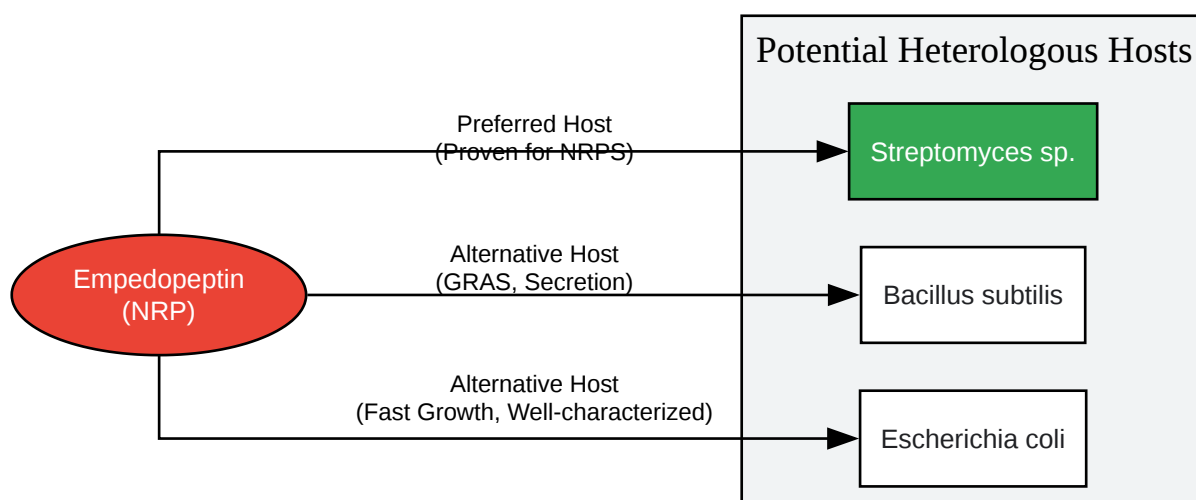 Potential Heterologous Hosts
Preferred Host
(Proven for NRPS)
Streptomyces sp.
Empedopeptin
(NRP)
Alternative Host
(GRAS, Secretion)
Bacillus subtilis
Alternative Host
(Fast Growth, Well-characterized)
Escherichia coli